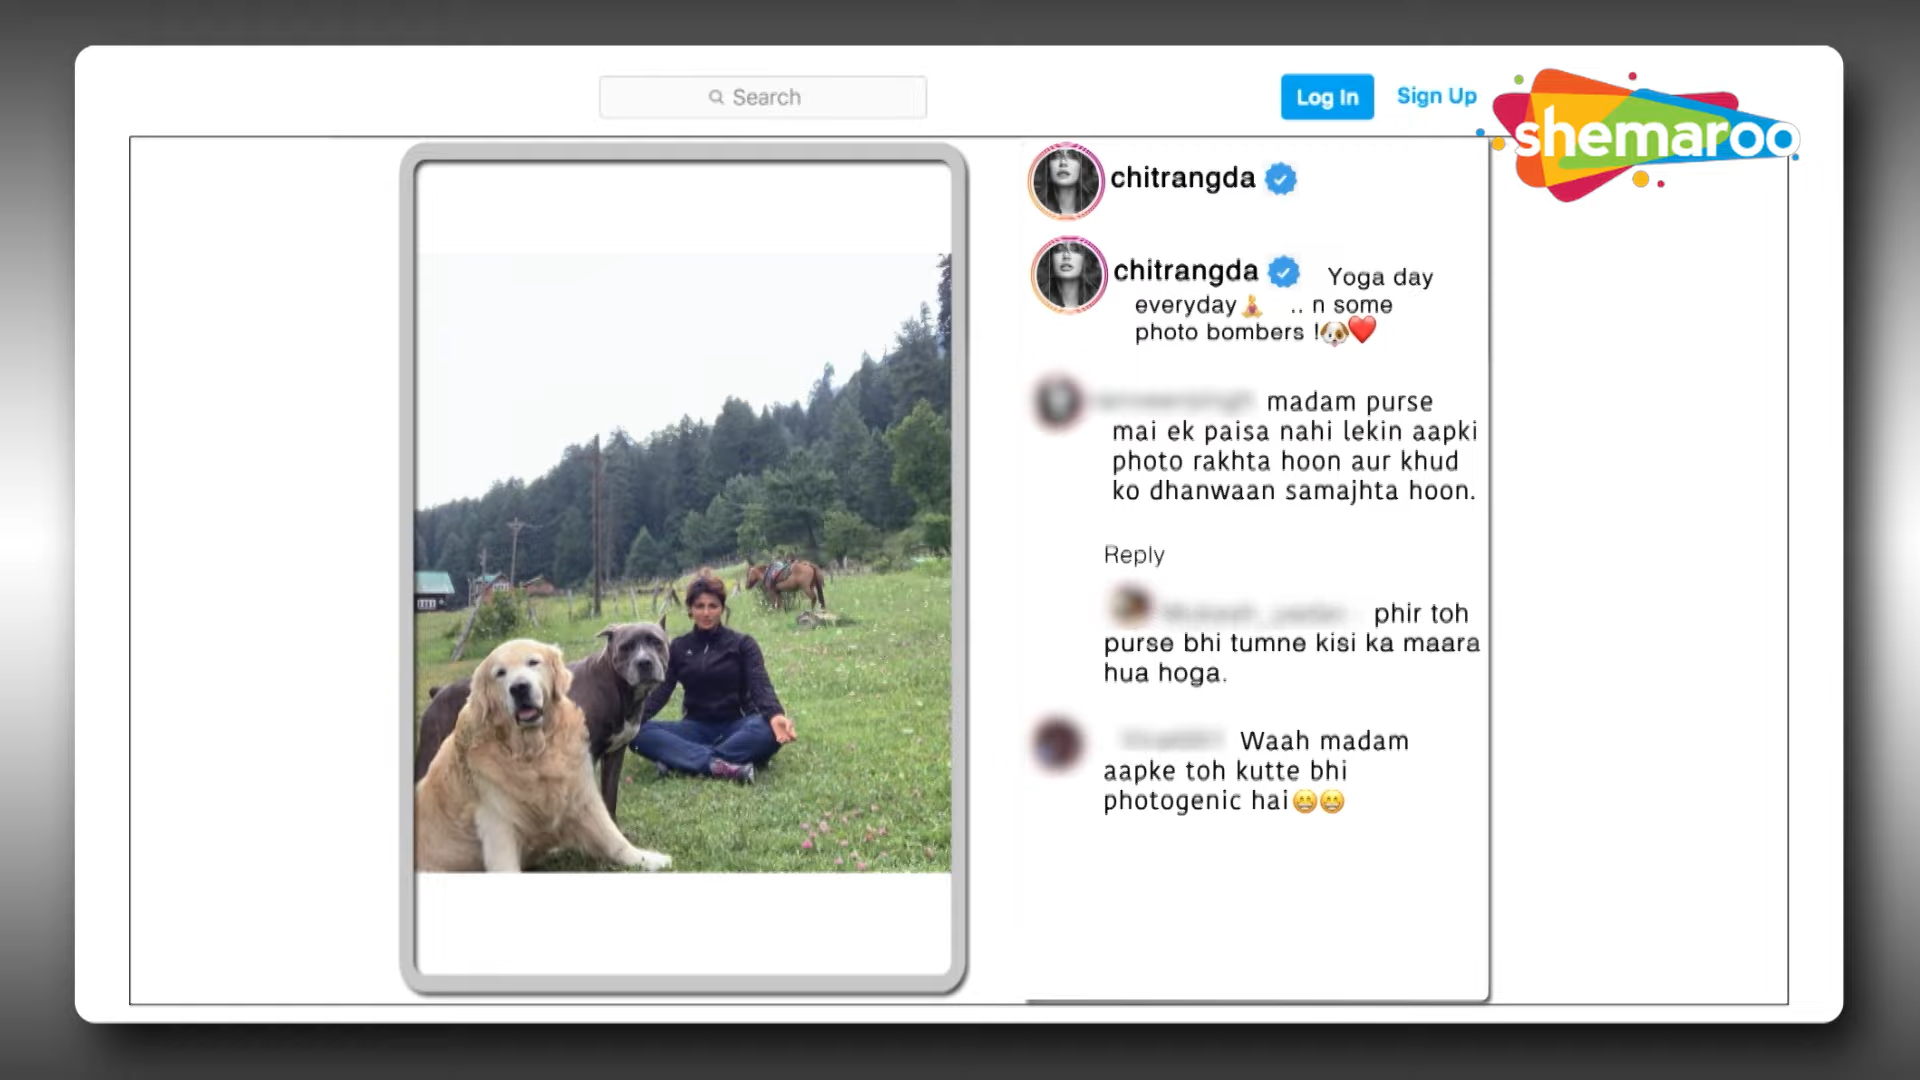 Search
Log In
Sign Up
shemaroo
chitrangda
chitrangda Yoga day
everyday🧘 .. n some
photo bombers !🐶❤️
madam purse
mai ek paisa nahi lekin aapki
photo rakhta hoon aur khud
ko dhanwaan samajhta hoon.
Reply
phir toh
purse bhi tumne kisi ka maara
hua hoga.
Waah madam
aapke toh kutte bhi
photogenic hai😁😁